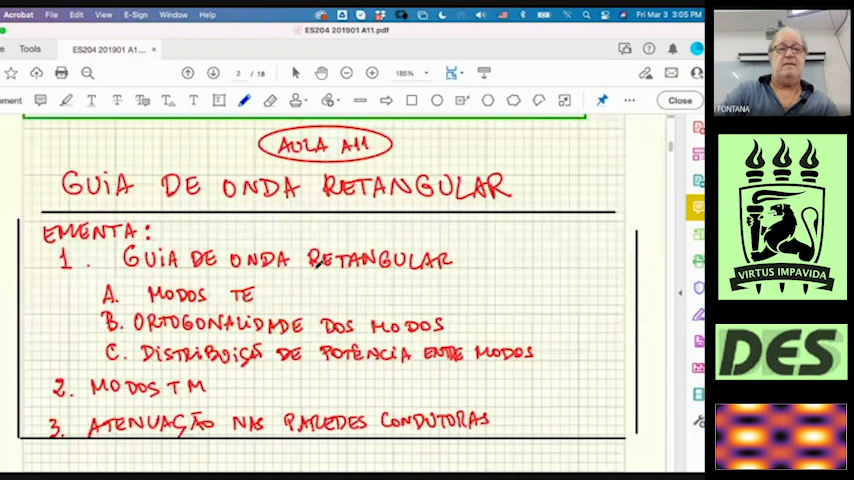 Acrobat File Edit View E-Sign Window Help
Fri Mar 3 3:05 PM
ES204 201901 A11.pdf
Tools
ES204 201901 A1... ×
2 / 18
185%
Close
AULA A11
GUIA DE ONDA RETANGULAR
EMENTA:
1. GUIA DE ONDA RETANGULAR
A. MODOS TE
B. ORTOGONALIDADE DOS MODOS
C. DISTRIBUIÇÃO DE POTÊNCIA ENTRE MODOS
2. MODOS TM
3. ATENUAÇÃO NAS PAREDES CONDUTORAS
FONTANA
VIRTUS IMPAVIDA
DES